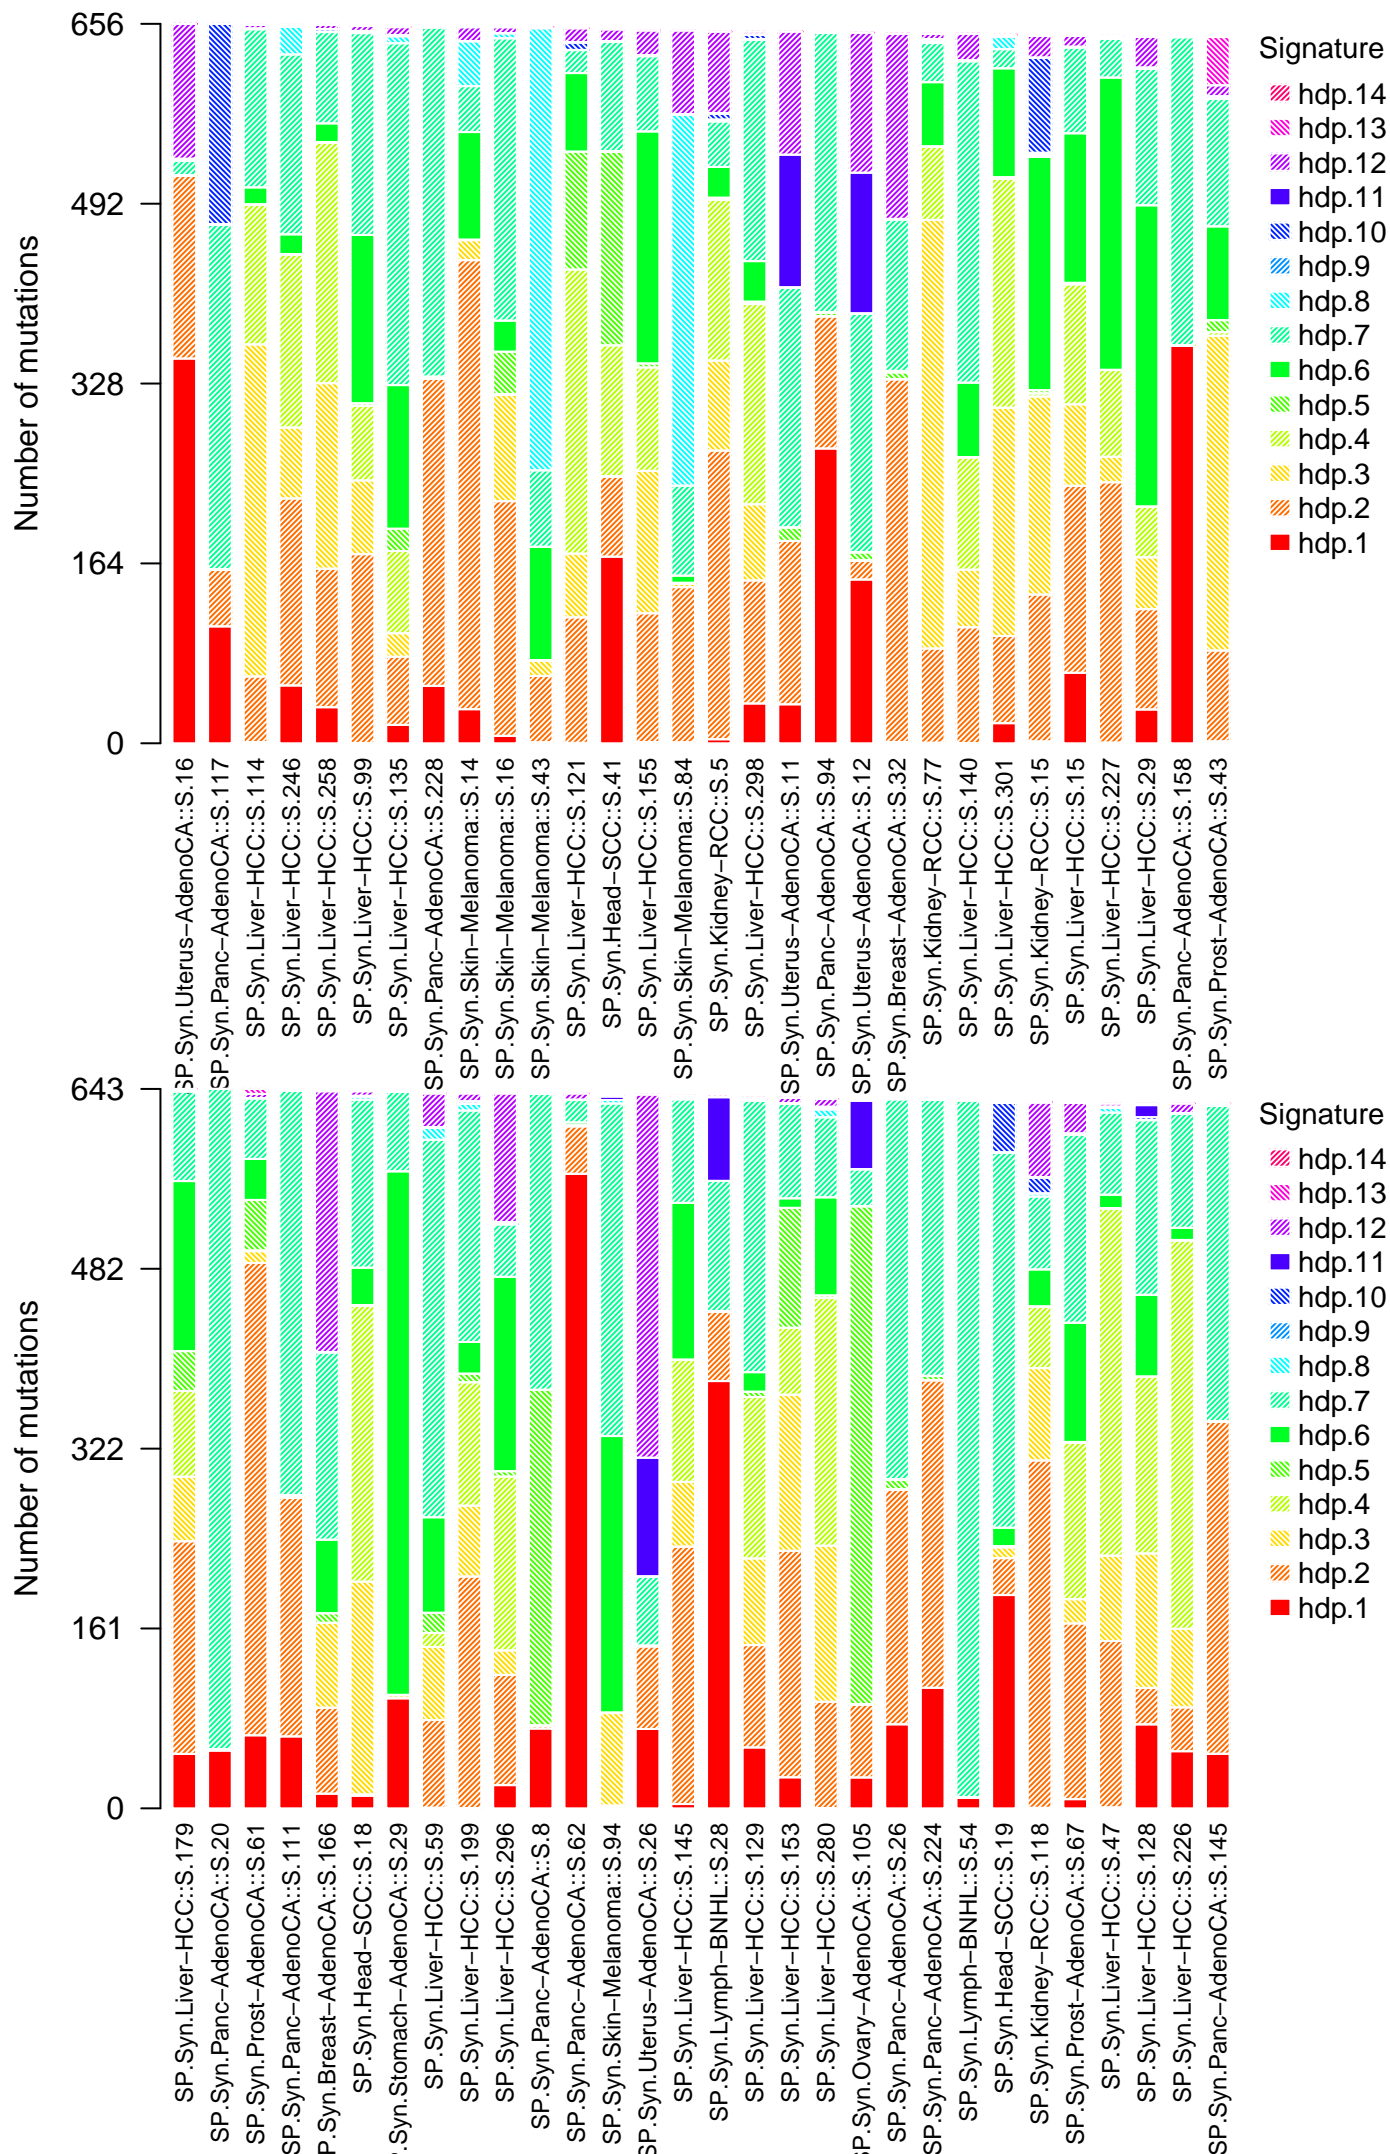 Number of mutations
656
492
328
164
0
Signature
hdp.14
hdp.13
hdp.12
hdp.11
hdp.10
hdp.9
hdp.8
hdp.7
hdp.6
hdp.5
hdp.4
hdp.3
hdp.2
hdp.1
SP.Syn.Uterus−AdenoCA::S.16
SP.Syn.Panc−AdenoCA::S.117
SP.Syn.Liver−HCC::S.114
SP.Syn.Liver−HCC::S.246
SP.Syn.Liver−HCC::S.258
SP.Syn.Liver−HCC::S.99
SP.Syn.Liver−HCC::S.135
SP.Syn.Panc−AdenoCA::S.228
SP.Syn.Skin−Melanoma::S.14
SP.Syn.Skin−Melanoma::S.16
SP.Syn.Skin−Melanoma::S.43
SP.Syn.Liver−HCC::S.121
SP.Syn.Head−SCC::S.41
SP.Syn.Liver−HCC::S.155
SP.Syn.Skin−Melanoma::S.84
SP.Syn.Kidney−RCC::S.5
SP.Syn.Liver−HCC::S.298
SP.Syn.Uterus−AdenoCA::S.11
SP.Syn.Panc−AdenoCA::S.94
SP.Syn.Uterus−AdenoCA::S.12
SP.Syn.Breast−AdenoCA::S.32
SP.Syn.Kidney−RCC::S.77
SP.Syn.Liver−HCC::S.140
SP.Syn.Liver−HCC::S.301
SP.Syn.Kidney−RCC::S.15
SP.Syn.Liver−HCC::S.15
SP.Syn.Liver−HCC::S.227
SP.Syn.Liver−HCC::S.29
SP.Syn.Panc−AdenoCA::S.158
SP.Syn.Prost−AdenoCA::S.43
Number of mutations
643
482
322
161
0
Signature
hdp.14
hdp.13
hdp.12
hdp.11
hdp.10
hdp.9
hdp.8
hdp.7
hdp.6
hdp.5
hdp.4
hdp.3
hdp.2
hdp.1
SP.Syn.Liver−HCC::S.179
SP.Syn.Panc−AdenoCA::S.20
SP.Syn.Prost−AdenoCA::S.61
SP.Syn.Panc−AdenoCA::S.111
P.Syn.Breast−AdenoCA::S.166
SP.Syn.Head−SCC::S.18
.Syn.Stomach−AdenoCA::S.29
SP.Syn.Liver−HCC::S.59
SP.Syn.Liver−HCC::S.199
SP.Syn.Liver−HCC::S.296
SP.Syn.Panc−AdenoCA::S.8
SP.Syn.Panc−AdenoCA::S.62
SP.Syn.Skin−Melanoma::S.94
SP.Syn.Uterus−AdenoCA::S.26
SP.Syn.Liver−HCC::S.145
SP.Syn.Lymph−BNHL::S.28
SP.Syn.Liver−HCC::S.129
SP.Syn.Liver−HCC::S.153
SP.Syn.Liver−HCC::S.280
SP.Syn.Ovary−AdenoCA::S.105
SP.Syn.Panc−AdenoCA::S.26
SP.Syn.Panc−AdenoCA::S.224
SP.Syn.Lymph−BNHL::S.54
SP.Syn.Head−SCC::S.19
SP.Syn.Kidney−RCC::S.118
SP.Syn.Prost−AdenoCA::S.67
SP.Syn.Liver−HCC::S.47
SP.Syn.Liver−HCC::S.128
SP.Syn.Liver−HCC::S.226
SP.Syn.Panc−AdenoCA::S.145